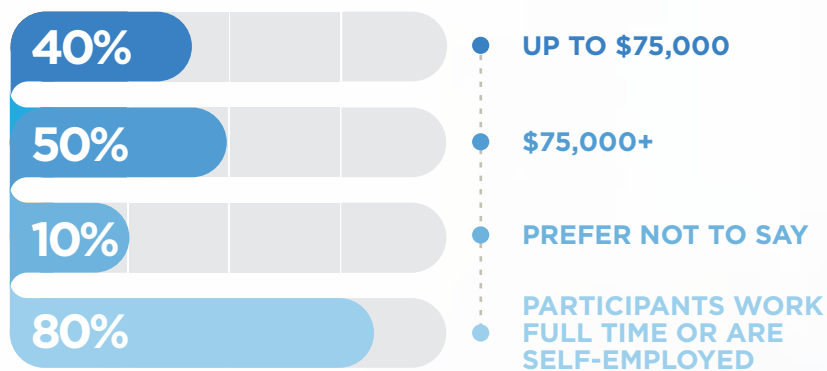 40%
UP TO $75,000
50%
$75,000+
10%
PREFER NOT TO SAY
80%
PARTICIPANTS WORK
FULL TIME OR ARE
SELF-EMPLOYED